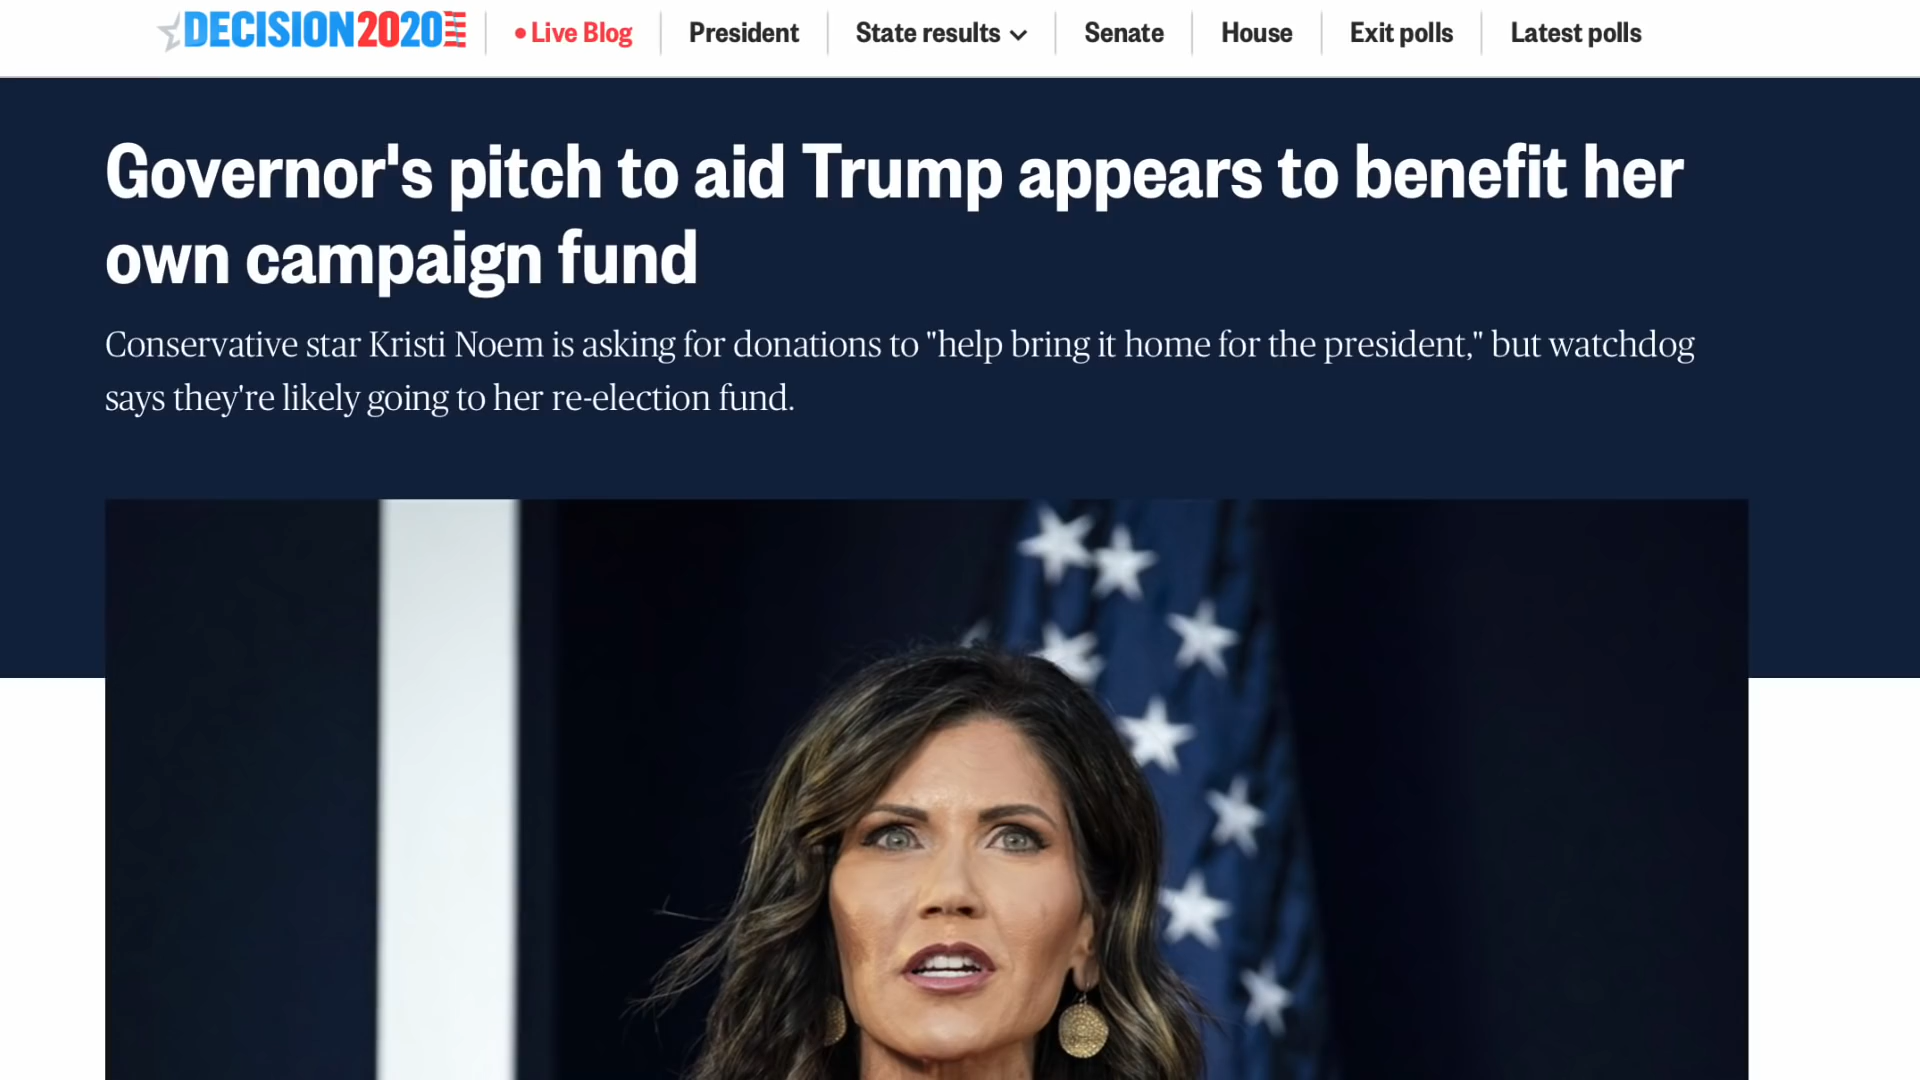 DECISION2020
Live Blog
President
State results
Senate
House
Exit polls
Latest polls
Governor's pitch to aid Trump appears to benefit her
own campaign fund
Conservative star Kristi Noem is asking for donations to "help bring it home for the president," but watchdog
says they're likely going to her re-election fund.